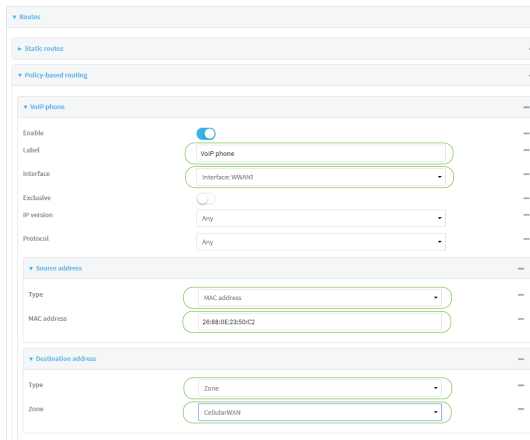 Routes
Static routes
Policy-based routing
VoIP phone
Enable
Label VoIP phone
Interface Interface: WWAN1
Exclusive
IP version Any
Protocol Any
Source address
Type MAC address
MAC address 26:88:0E:23:50:C2
Destination address
Type Zone
Zone CellularWAN